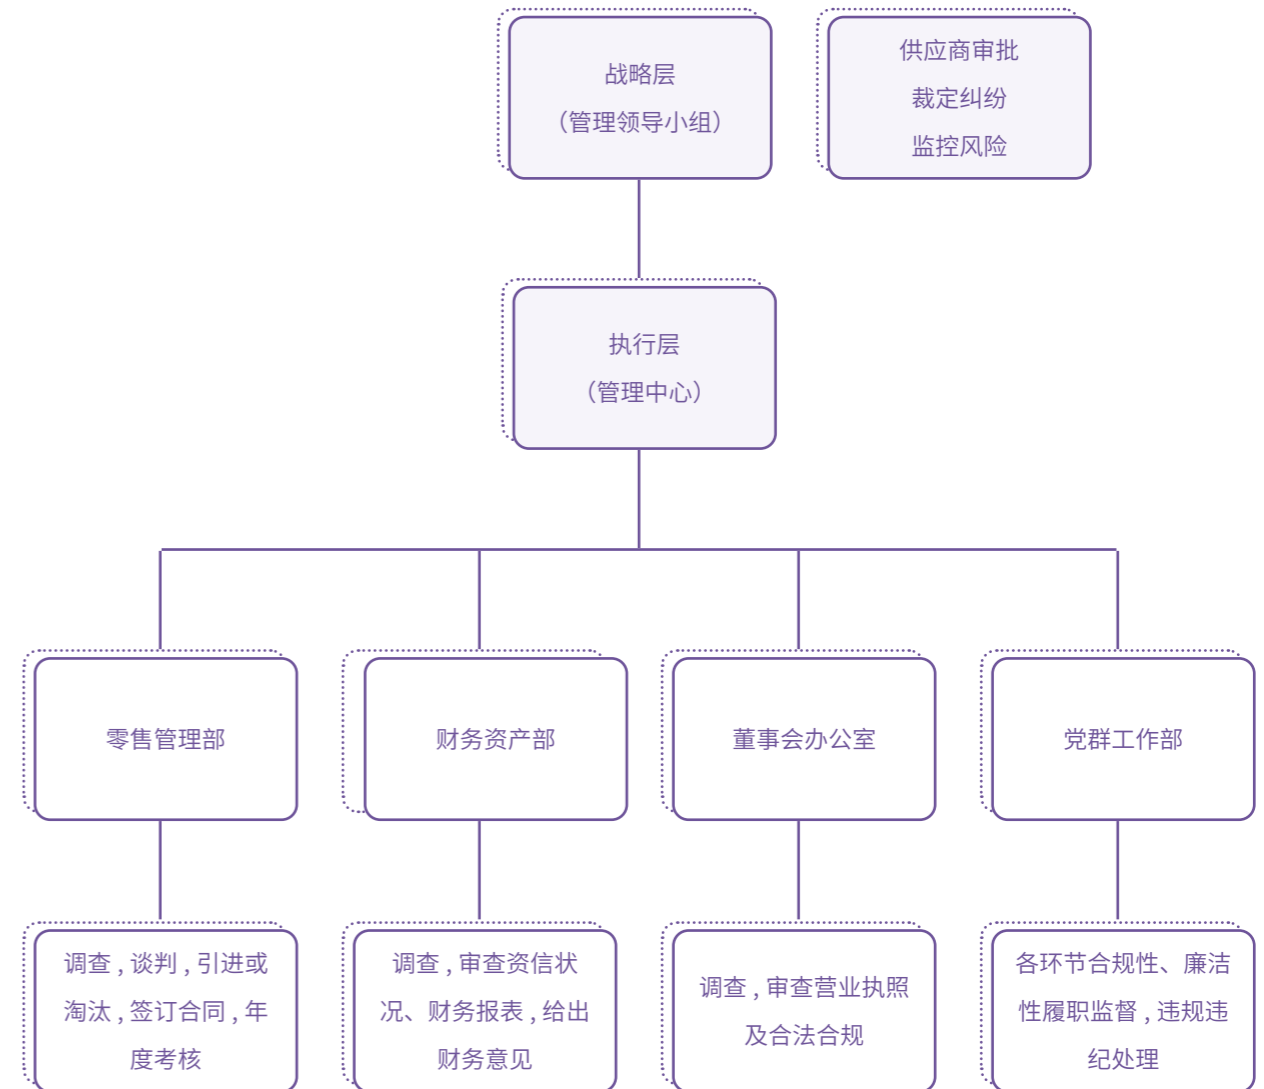 战略层
（管理领导小组）
供应商审批
裁定纠纷
监控风险
执行层
（管理中心）
零售管理部
财务资产部
董事会办公室
党群工作部
调查 , 谈判 , 引进或
淘汰 , 签订合同 , 年
度考核
调查 , 审查资信状
况、财务报表 , 给出
财务意见
调查 , 审查营业执照
及合法合规
各环节合规性、廉洁
性履职监督 , 违规违
纪处理